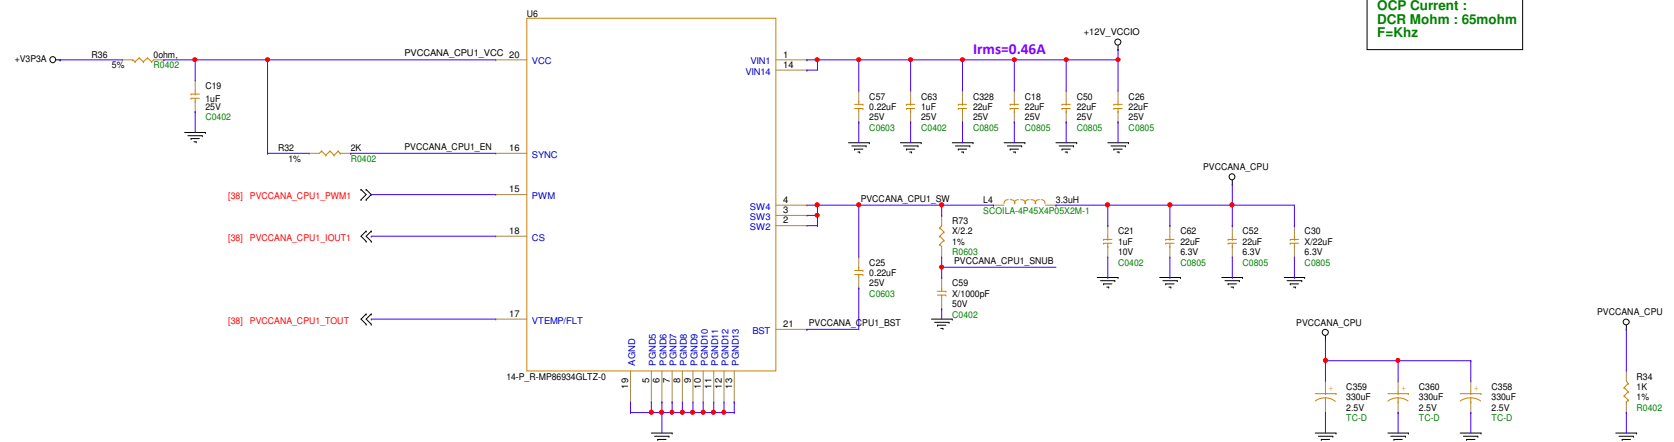 OCP Current :
DCR Mohm : 65mohm
F=Khz
U6
+12V_VCCIO
Irms=0.46A
+V3P3A
R36
5%
0ohm,
R0402
PVCCANA_CPU1_VCC
20
VCC
VIN1
1
VIN14
14
C19
1uF
25V
C0402
C57
0.22uF
25V
C0603
C63
1uF
25V
C0402
C328
22uF
25V
C0805
C18
22uF
25V
C0805
C50
22uF
25V
C0805
C26
22uF
25V
C0805
R32
1%
2K
R0402
PVCCANA_CPU1_EN
16
SYNC
[38] PVCCANA_CPU1_PWM1
15
PWM
[38] PVCCANA_CPU1_IOUT1
18
CS
[38] PVCCANA_CPU1_TOUT
17
VTEMP/FLT
SW4
4
SW3
3
SW2
2
PVCCANA_CPU1_SW
L4
3.3uH
SCOILA-4P45X4P05X2M-1
PVCCANA_CPU
R73
X/2.2
1%
R0603
PVCCANA_CPU1_SNUB
C25
0.22uF
25V
C0603
C59
X/1000pF
50V
C0402
C21
1uF
10V
C0402
C62
22uF
6.3V
C0805
C52
22uF
6.3V
C0805
C30
X/22uF
6.3V
C0805
BST
21
PVCCANA_CPU1_BST
AGND
PGND5
PGND6
PGND7
PGND8
PGND9
PGND10
PGND11
PGND12
PGND13
19
5
6
7
8
9
10
11
12
13
14-P_R-MP86934GLTZ-0
PVCCANA_CPU
C359
330uF
2.5V
TC-D
C360
330uF
2.5V
TC-D
C358
330uF
2.5V
TC-D
PVCCANA_CPU
R34
1K
1%
R0402